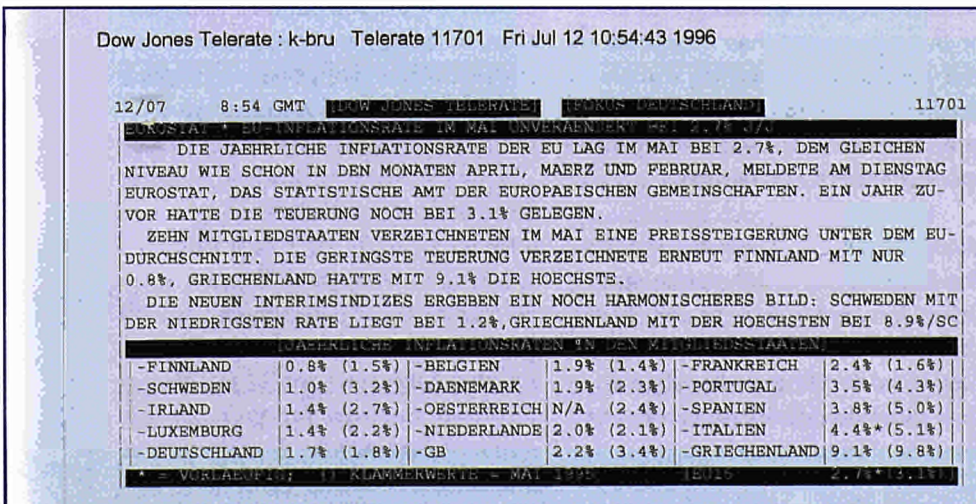 Dow Jones Telerate : k-bru Telerate 11701 Fri Jul 12 10:54:43 1996
12/07 8:54 GMT [DOW JONES TELERATE] [FOKUS DEUTSCHLAND] 11701
EUROSTAT * EU-INFLATIONSRATE IM MAI UNVERAENDERT BEI 2.7% J/J
DIE JAEHRLICHE INFLATIONSRATE DER EU LAG IM MAI BEI 2.7%, DEM GLEICHEN
NIVEAU WIE SCHON IN DEN MONATEN APRIL, MAERZ UND FEBRUAR, MELDETE AM DIENSTAG
EUROSTAT, DAS STATISTISCHE AMT DER EUROPAEISCHEN GEMEINSCHAFTEN. EIN JAHR ZU-
VOR HATTE DIE TEUERUNG NOCH BEI 3.1% GELEGEN.
ZEHN MITGLIEDSTAATEN VERZEICHNETEN IM MAI EINE PREISSTEIGERUNG UNTER DEM EU-
DURCHSCHNITT. DIE GERINGSTE TEUERUNG VERZEICHNETE ERNEUT FINNLAND MIT NUR
0.8%, GRIECHENLAND HATTE MIT 9.1% DIE HOECHSTE.
DIE NEUEN INTERIMSINDIZES ERGEBEN EIN NOCH HARMONISCHERES BILD: SCHWEDEN MIT
DER NIEDRIGSTEN RATE LIEGT BEI 1.2%,GRIECHENLAND MIT DER HOECHSTEN BEI 8.9%/SC
[JAEHRLICHE INFLATIONSRATEN IN DEN MITGLIEDSSTAATEN]
-FINNLAND 0.8% (1.5%) -BELGIEN 1.9% (1.4%) -FRANKREICH 2.4% (1.6%)
-SCHWEDEN 1.0% (3.2%) -DAENEMARK 1.9% (2.3%) -PORTUGAL 3.5% (4.3%)
-IRLAND 1.4% (2.7%) -OESTERREICH N/A (2.4%) -SPANIEN 3.8% (5.0%)
-LUXEMBURG 1.4% (2.2%) -NIEDERLANDE 2.0% (2.1%) -ITALIEN 4.4%*(5.1%)
-DEUTSCHLAND 1.7% (1.8%) -GB 2.2% (3.4%) -GRIECHENLAND 9.1% (9.8%)
* = VORLAEUFIG; () KLAMMERWERTE = MAI 1995 EU15 2.7%*(3.1%)